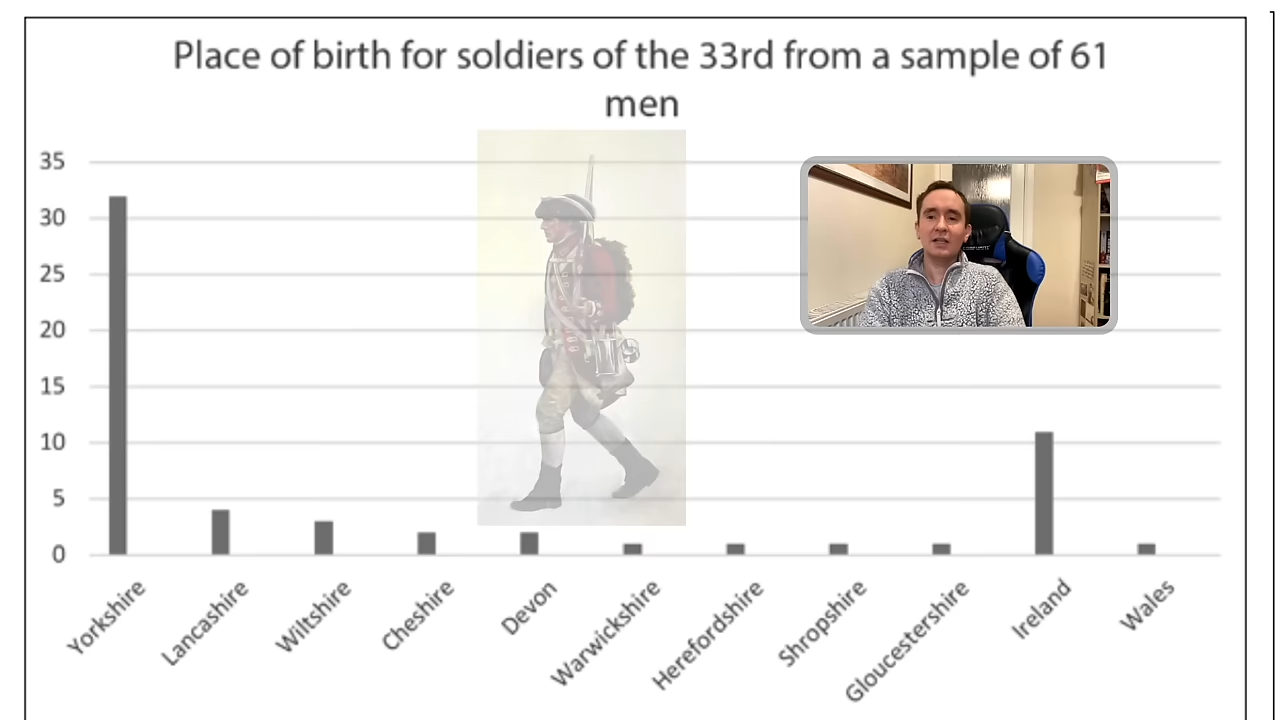 Place of birth for soldiers of the 33rd from a sample of 61
men
35
30
25
20
15
10
5
0
Yorkshire
Lancashire
Wiltshire
Cheshire
Devon
Warwickshire
Herefordshire
Shropshire
Gloucestershire
Ireland
Wales